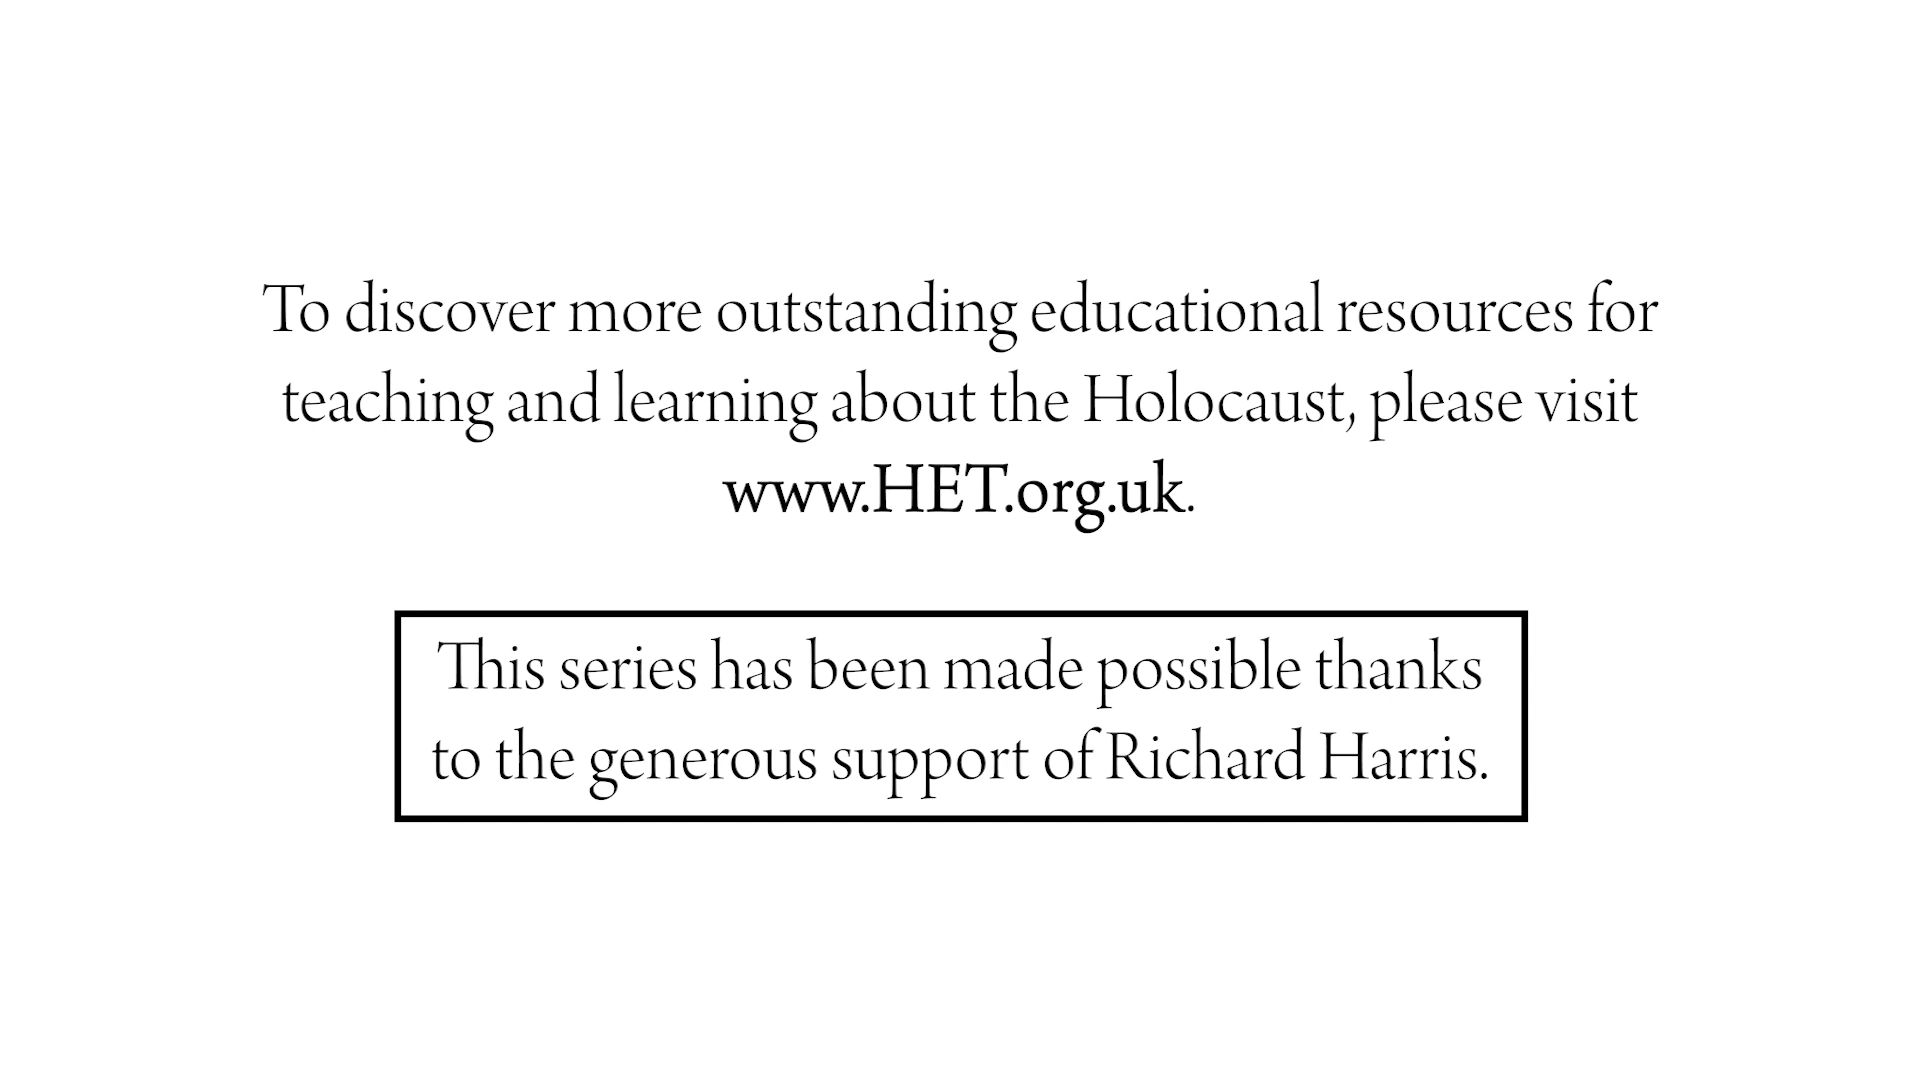 To discover more outstanding educational resources for
teaching and learning about the Holocaust, please visit
www.HET.org.uk.
This series has been made possible thanks
to the generous support of Richard Harris.